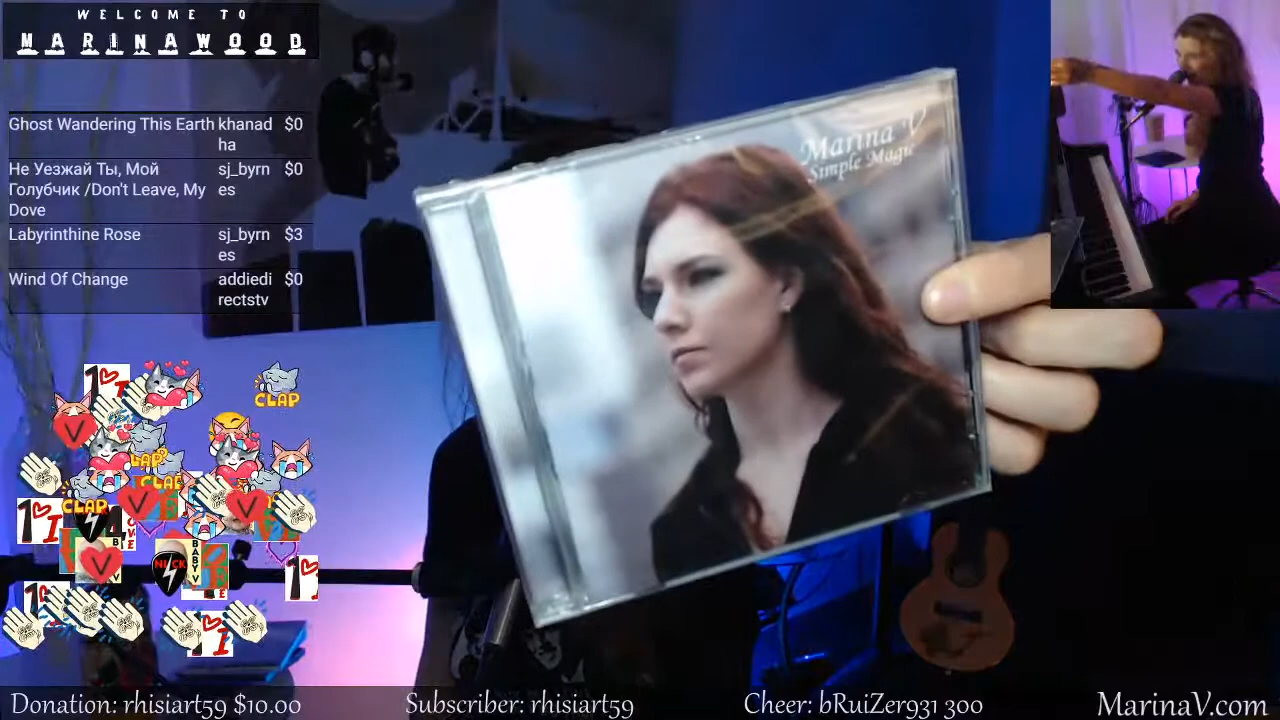 WELCOME TO
MARINAWOOD
Ghost Wandering This Earth khanad $0
ha
Не Уезжай Ты, Мой sj_byrn $0
Голубчик /Don't Leave, My es
Dove
Labyrinthine Rose sj_byrn $3
es
Wind Of Change addiedi $0
rectstv
Marina V
Simple Magic
CLAP
CLAP
CLAP
NICK
BABY V
Donation: rhisiart59 $10.00
Subscriber: rhisiart59
Cheer: bRuiZer931 300
MarinaV.com